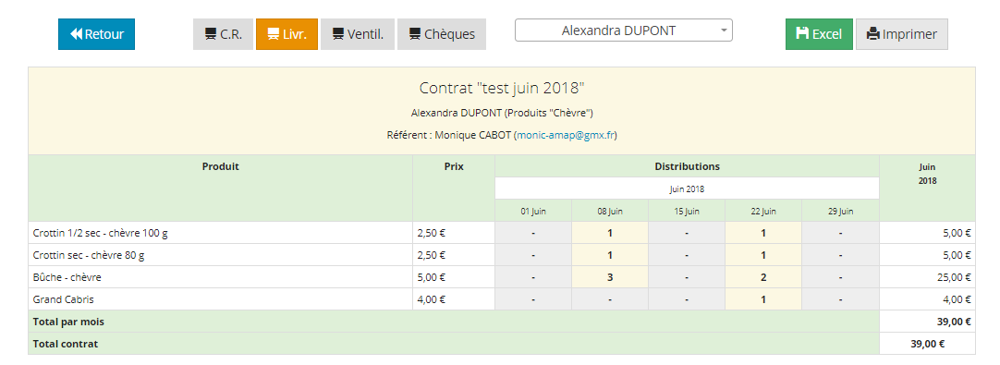 Retour C.R. Livr. Ventil. Chèques Alexandra DUPONT Excel Imprimer
Contrat "test juin 2018"
Alexandra DUPONT (Produits "Chèvre")
Référent : Monique CABOT (monic-amap@gmx.fr)
Produit Prix Distributions Juin 2018
Juin 2018
01 Juin 08 Juin 15 Juin 22 Juin 29 Juin
Crottin 1/2 sec - chèvre 100 g 2,50 € - 1 - 1 - 5,00 €
Crottin sec - chèvre 80 g 2,50 € - 1 - 1 - 5,00 €
Bûche - chèvre 5,00 € - 3 - 2 - 25,00 €
Grand Cabris 4,00 € - - - 1 - 4,00 €
Total par mois 39,00 €
Total contrat 39,00 €